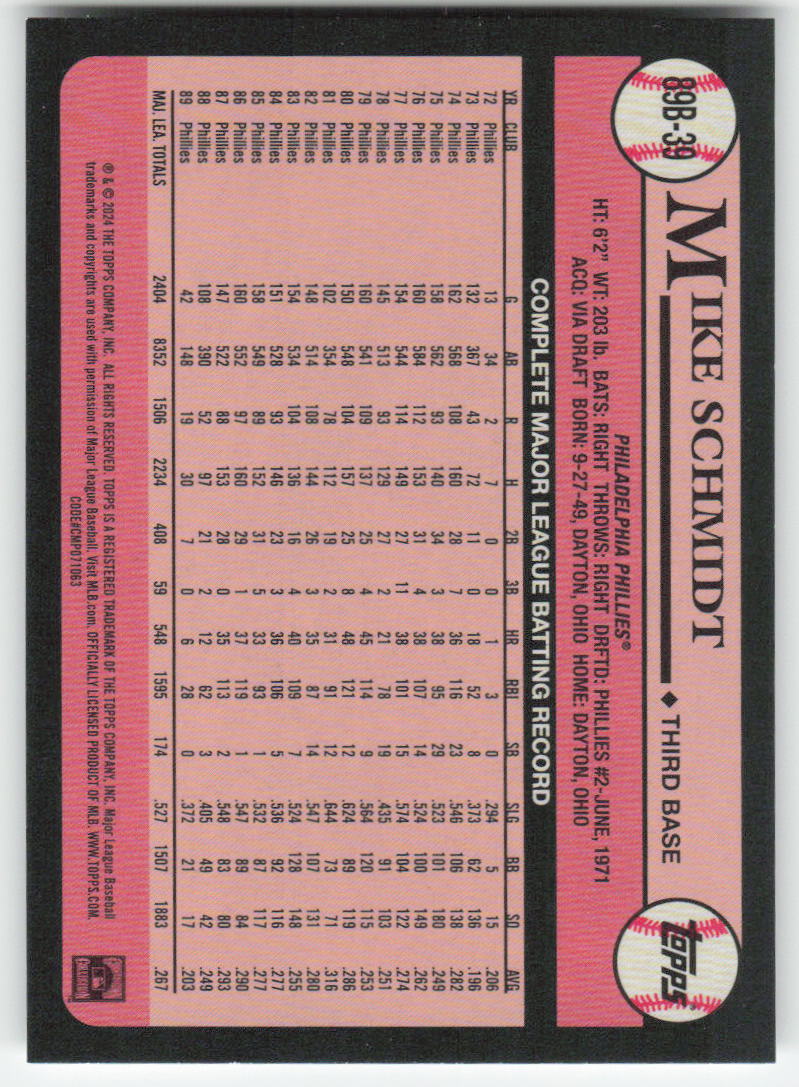 89B-39
MIKE SCHMIDT ♦ THIRD BASE
topps
PHILADELPHIA PHILLIES®
HT: 6'2" WT: 203 lb. BATS: RIGHT THROWS: RIGHT DRFTD: PHILLIES #2-JUNE, 1971
ACQ: VIA DRAFT BORN: 9-27-49, DAYTON, OHIO HOME: DAYTON, OHIO
COMPLETE MAJOR LEAGUE BATTING RECORD
YR CLUB G AB R H 2B 3B HR RBI SB SLG BB SO AVG
72 Phillies 13 34 2 7 0 0 1 3 0 .294 5 15 .206
73 Phillies 132 367 43 72 11 0 18 52 8 .373 62 136 .196
74 Phillies 162 568 108 160 28 7 36 116 23 .546 106 138 .282
75 Phillies 158 562 93 140 34 3 38 95 29 .523 101 180 .249
76 Phillies 160 584 112 153 31 4 38 107 14 .524 100 149 .262
77 Phillies 154 544 114 149 27 11 38 101 15 .574 104 122 .274
78 Phillies 145 513 93 129 27 2 21 78 19 .435 91 103 .251
79 Phillies 160 541 109 137 25 4 45 114 9 .564 120 115 .253
80 Phillies 150 548 104 157 25 8 48 121 12 .624 89 119 .286
81 Phillies 102 354 78 112 19 2 31 91 12 .644 73 71 .316
82 Phillies 148 514 108 144 26 3 35 87 14 .547 107 131 .280
83 Phillies 154 534 104 136 16 4 40 109 7 .524 128 148 .255
84 Phillies 151 528 93 146 23 3 36 106 5 .536 92 116 .277
85 Phillies 158 549 89 152 31 5 33 93 1 .532 87 117 .277
86 Phillies 160 552 97 160 29 1 37 119 1 .547 89 84 .290
87 Phillies 147 522 88 153 28 0 35 113 2 .548 83 80 .293
88 Phillies 108 390 52 97 21 2 12 62 3 .405 49 42 .249
89 Phillies 42 148 19 30 7 0 6 28 0 .372 21 17 .203
MAJ. LEA. TOTALS 2404 8352 1506 2234 408 59 548 1595 174 .527 1507 1883 .267
® & © 2024 THE TOPPS COMPANY, INC. ALL RIGHTS RESERVED. TOPPS IS A REGISTERED TRADEMARK OF THE TOPPS COMPANY, INC. Major League Baseball
trademarks and copyrights are used with permission of Major League Baseball. Visit MLB.com. OFFICIALLY LICENSED PRODUCT OF MLB. WWW.TOPPS.COM.
CODE#CMP071063